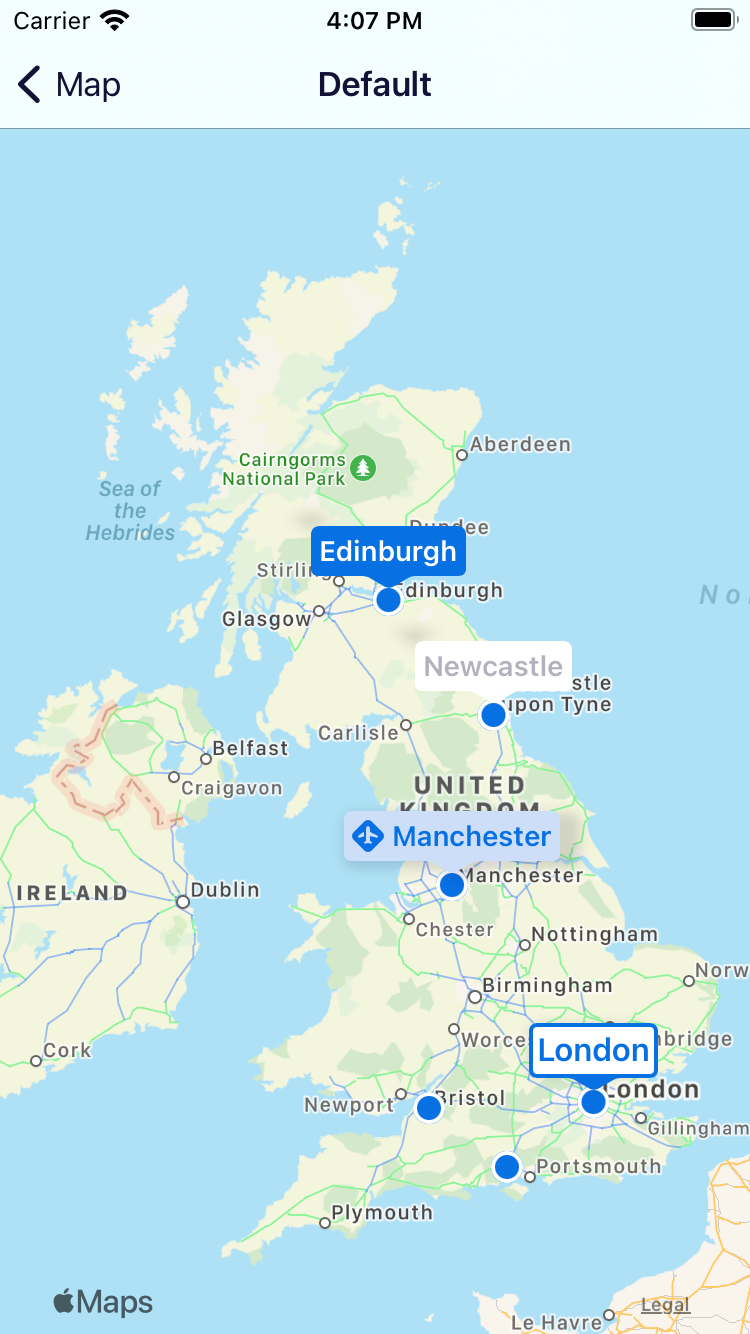 Carrier
4:07 PM
Map
Default
Aberdeen
Cairngorms
National Park
Sea of
the
Hebrides
Dundee
Edinburgh
Stirling
Edinburgh
Glasgow
Newcastle
stle
upon Tyne
Carlisle
Belfast
Craigavon
UNITED
KINGDOM
Manchester
Manchester
IRELAND
Dublin
Chester
Nottingham
Norw
Birmingham
Worce
bridge
London
Cork
London
Newport
Bristol
Gillingham
Portsmouth
Plymouth
Maps
Legal
Le Havre